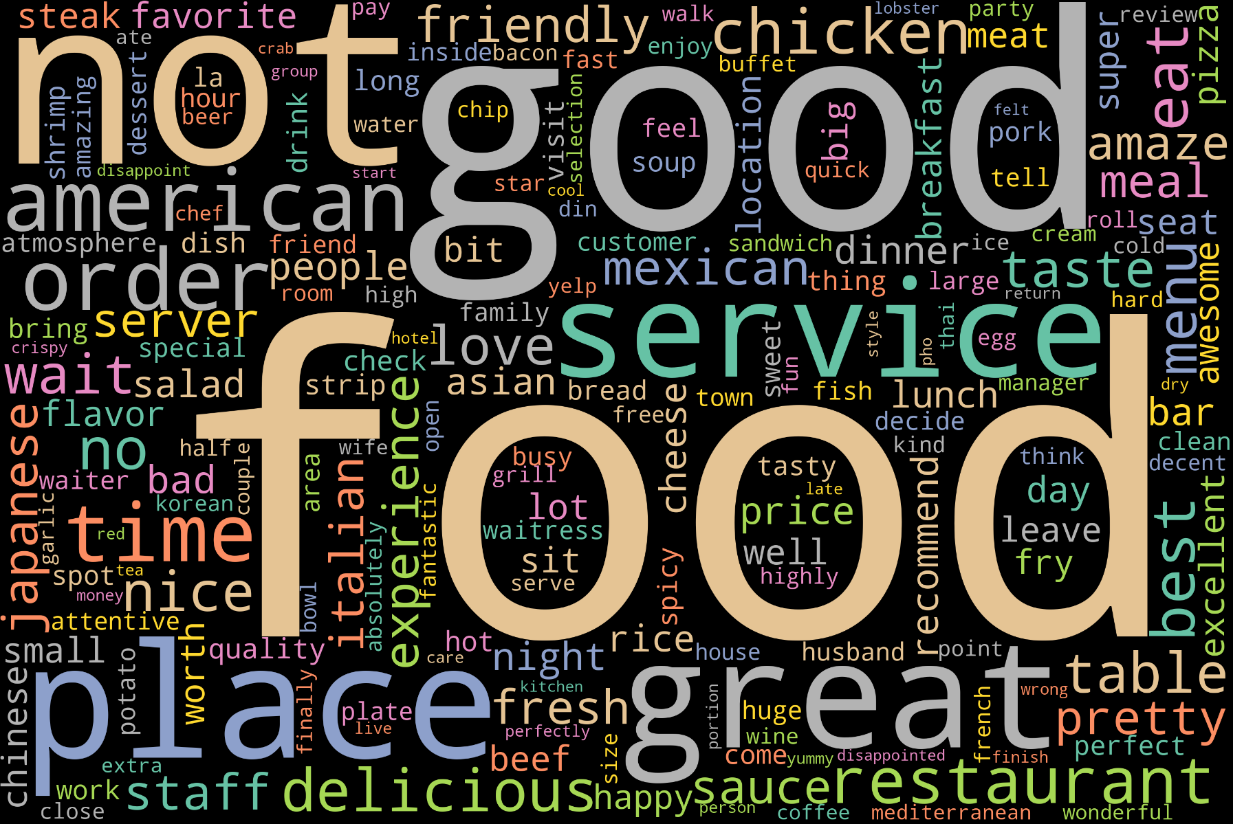 steak
favorite
pay
friendly
walk
chicken
lobster
party
review
pizza
ate
not
crab
inside
bacon
fast
enjoy
buffet
meat
super
eat
la
group
long
good
hour
beer
dessert
shrimp
amazing
drink
water
chip
visit
selection
feel
soup
location
big
quick
breakfast
felt
pork
tell
amaze
disappoint
start
star
cool
meal
american
chef
din
roll
seat
atmosphere
dish
friend
bit
customer
sandwich
dinner
ice
cream
cold
order
people
mexican
thing
large
taste
menu
awesome
room
high
yelp
return
hard
bring
server
family
service
style
thai
pho
egg
crispy
special
hotel
check
love
sweet
fun
wait
salad
strip
asian
bread
town
fish
lunch
manager
dry
flavor
japanese
experience
open
free
cheese
decide
kind
bar
no
half
wife
food
clean
decent
waiter
bad
couple
area
italian
busy
grill
tasty
late
think
korean
garlic
lot
price
recommend
day
best
excellent
time
red
fantastic
absolutely
waitress
well
leave
spot
tea
sit
highly
fry
money
nice
serve
spicy
attentive
bowl
small
worth
quality
hot
rice
house
husband
point
care
night
table
chinese
place
potato
finally
kitchen
great
wrong
plate
live
fresh
portion
huge
french
pretty
perfectly
wine
perfect
beef
size
come
yummy
disappointed
finish
extra
work
staff
delicious
happy
sauce
restaurant
close
person
coffee
mediterranean
wonderful